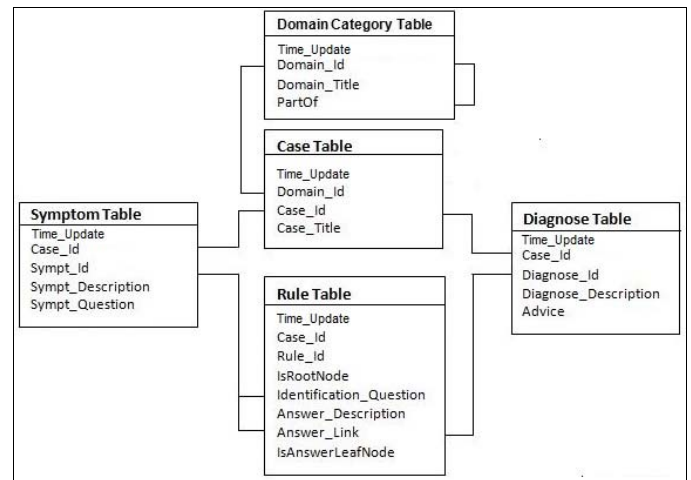 Domain Category Table
Time_Update
Domain_Id
Domain_Title
PartOf
Case Table
Time_Update
Domain_Id
Case_Id
Case_Title
Symptom Table
Time_Update
Case_Id
Sympt_Id
Sympt_Description
Sympt_Question
Diagnose Table
Time_Update
Case_Id
Diagnose_Id
Diagnose_Description
Advice
Rule Table
Time_Update
Case_Id
Rule_Id
IsRootNode
Identification_Question
Answer_Description
Answer_Link
IsAnswerLeafNode